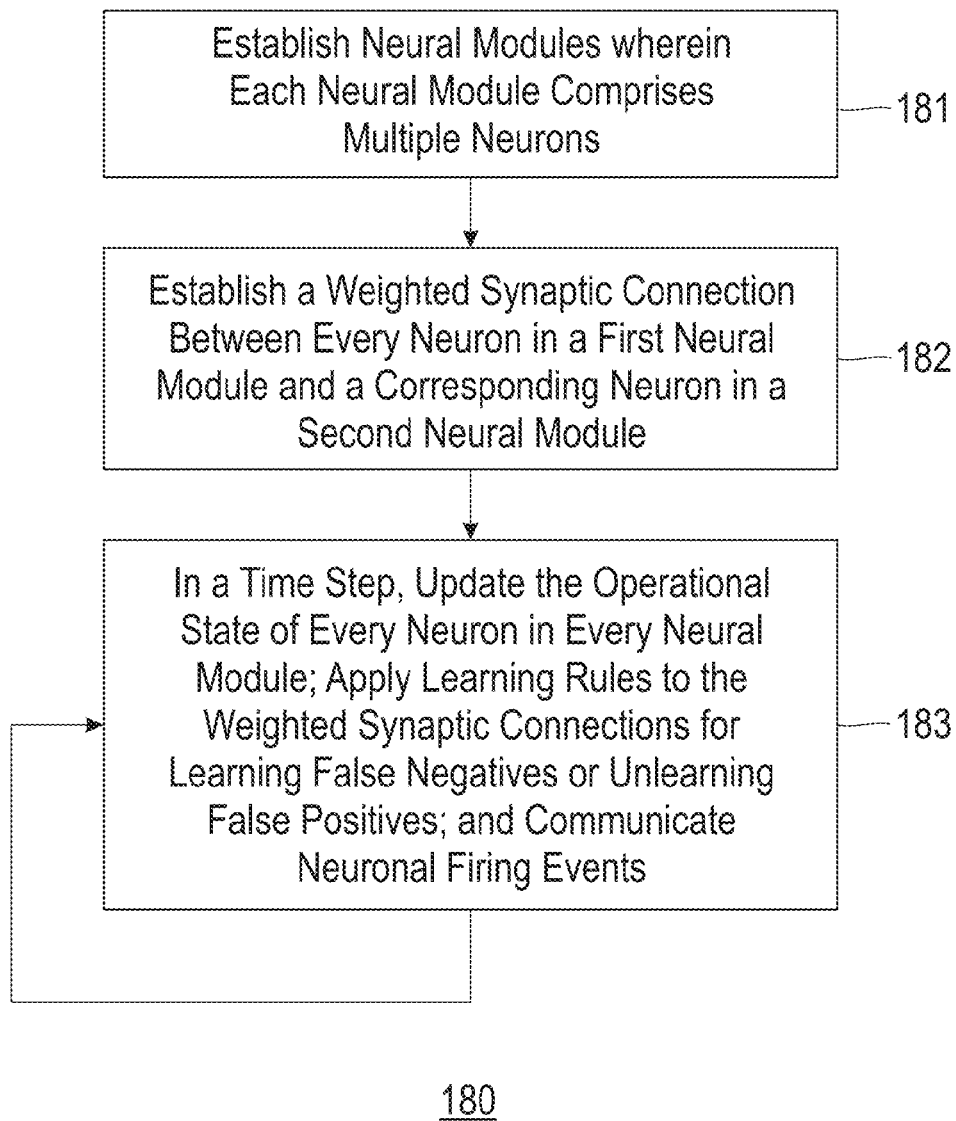 Establish Neural Modules wherein
Each Neural Module Comprises
Multiple Neurons
181
Establish a Weighted Synaptic Connection
Between Every Neuron in a First Neural
Module and a Corresponding Neuron in a
Second Neural Module
182
In a Time Step, Update the Operational
State of Every Neuron in Every Neural
Module; Apply Learning Rules to the
Weighted Synaptic Connections for
Learning False Negatives or Unlearning
False Positives; and Communicate
Neuronal Firing Events
183
180